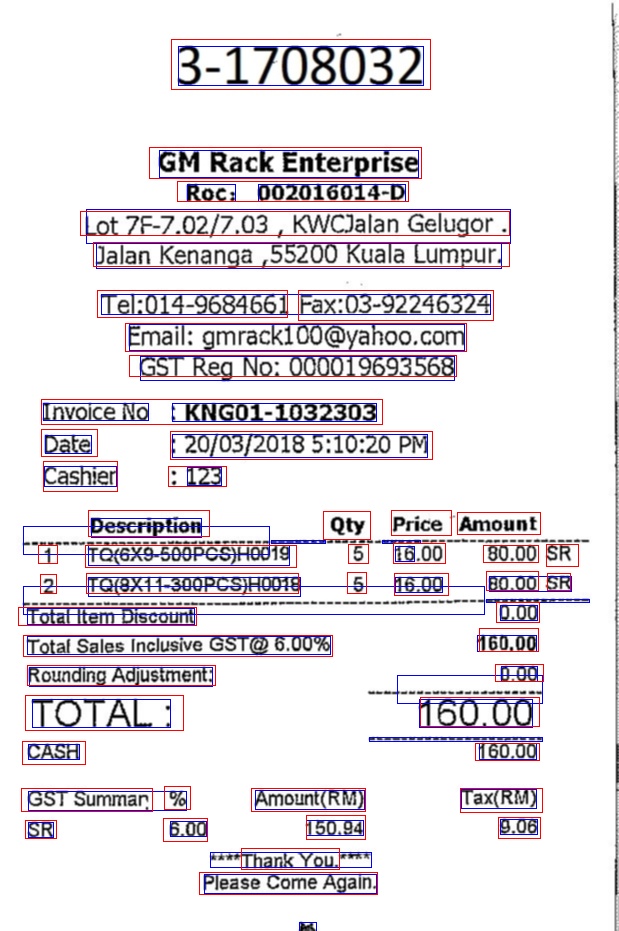 3-1708032
GM Rack Enterprise
Roc: 002016014-D
Lot 7F-7.02/7.03 , KWCJalan Gelugor .
Jalan Kenanga ,55200 Kuala Lumpur.
Tel:014-9684661 Fax:03-92246324
Email: gmrack100@yahoo.com
GST Reg No: 000019693568
Invoice No : KNG01-1032303
Date : 20/03/2018 5:10:20 PM
Cashier : 123
Description Qty Price Amount
1 TQ(6X9-500PCS)H0019 5 16.00 80.00 SR
2 TQ(8X11-300PCS)H0018 5 16.00 80.00 SR
Total Item Discount 0.00
Total Sales Inclusive GST@ 6.00% 160.00
Rounding Adjustment: 0.00
TOTAL : 160.00
CASH 160.00
GST Summar, % Amount(RM) Tax(RM)
SR 6.00 150.94 9.06
****Thank You.****
Please Come Again.